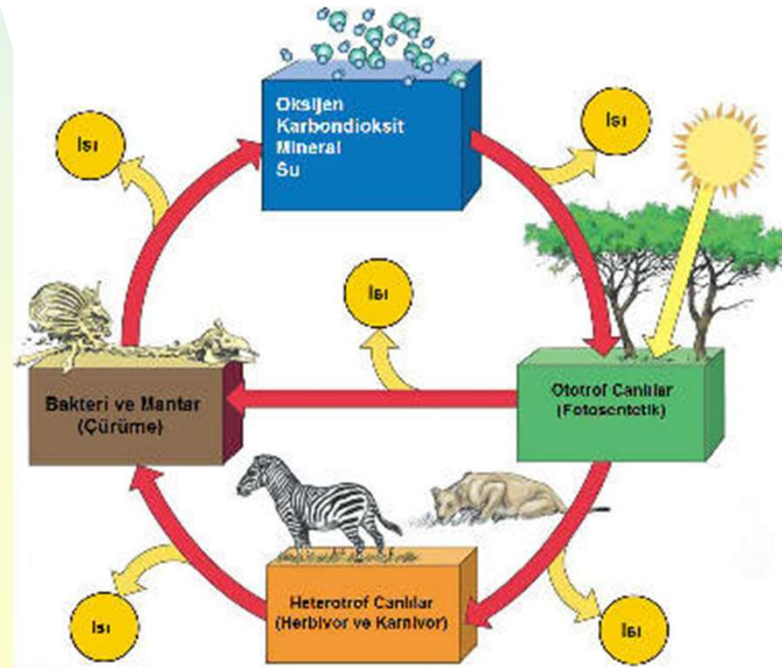 Oksijen
Karbondioksit
Mineral
Su
Isı
Isı
Isı
Bakteri ve Mantar
(Çürüme)
Ototrof Canlılar
(Fotosentetik)
Heterotrof Canlılar
(Herbivor ve Karnivor)
Isı
Isı